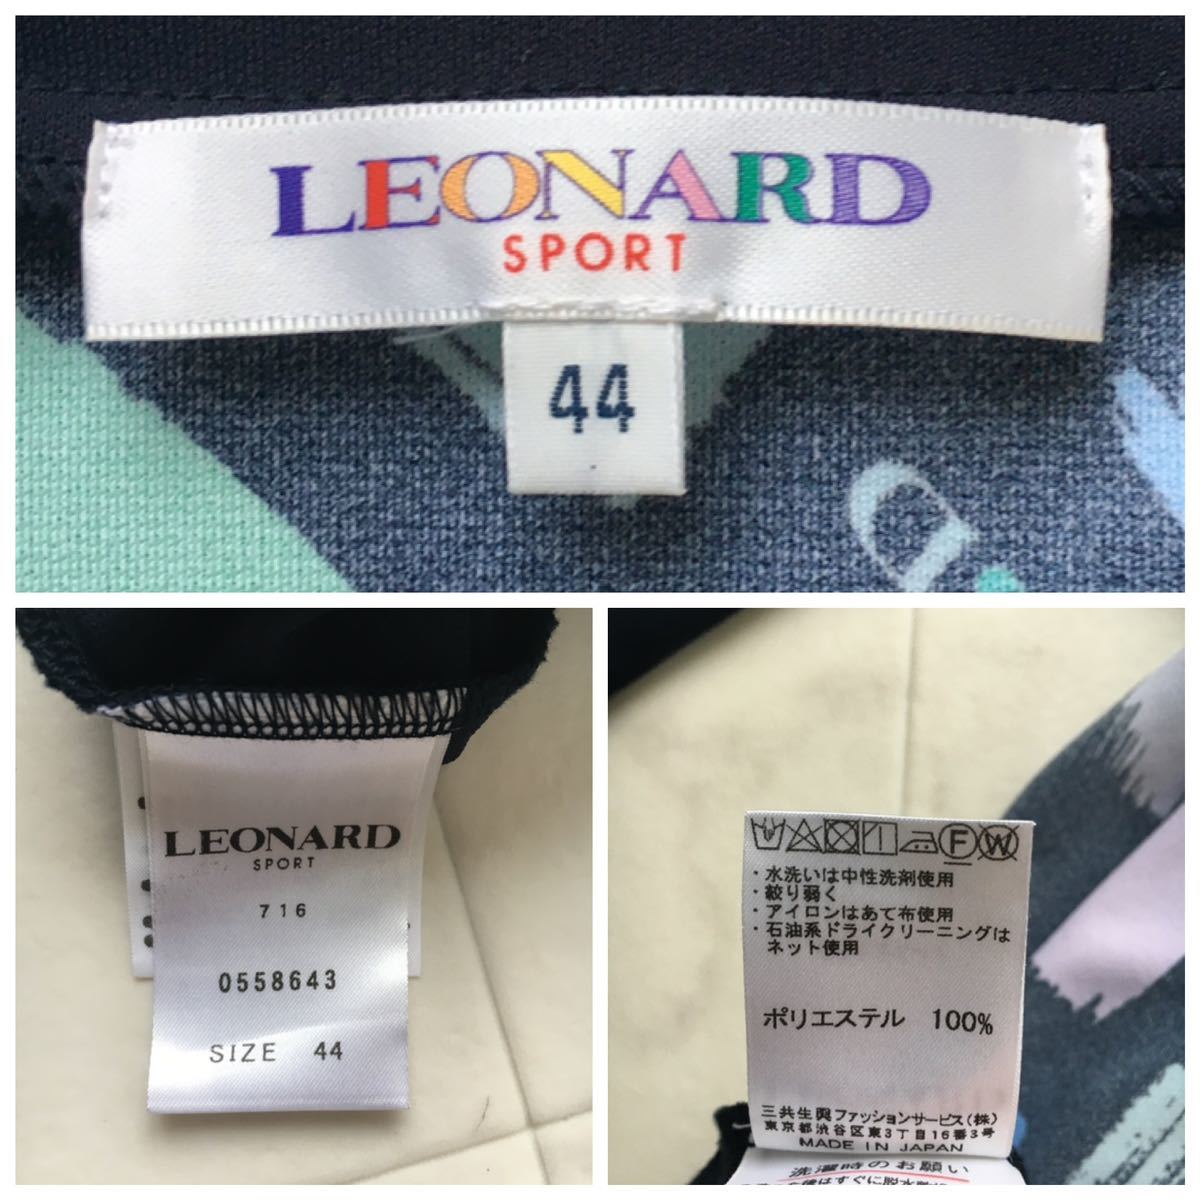 LEONARD
SPORT
44
LEONARD
SPORT
716
0558643
SIZE 44
F W
・水洗いは中性洗剤使用
・絞り弱く
・アイロンはあて布使用
・石油系ドライクリーニングは
ネット使用
ポリエステル 100%
三共生興ファッションサービス(株)
東京都渋谷区東3丁目16番3号
MADE IN JAPAN
洗濯時のお願い